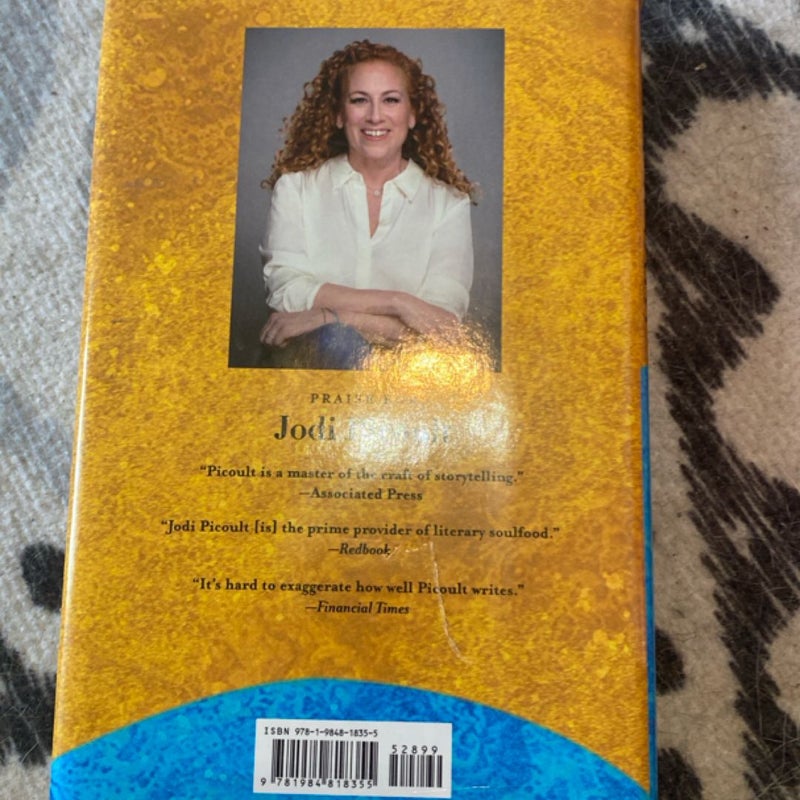 PRAISE
Jodi
“Picoult is a master of the craft of storytelling.”
—Associated Press
“Jodi Picoult [is] the prime provider of literary soulfood.”
—Redbook
“It’s hard to exaggerate how well Picoult writes.”
—Financial Times
ISBN 978-1-9848-1835-5
52899
9 781984 818355